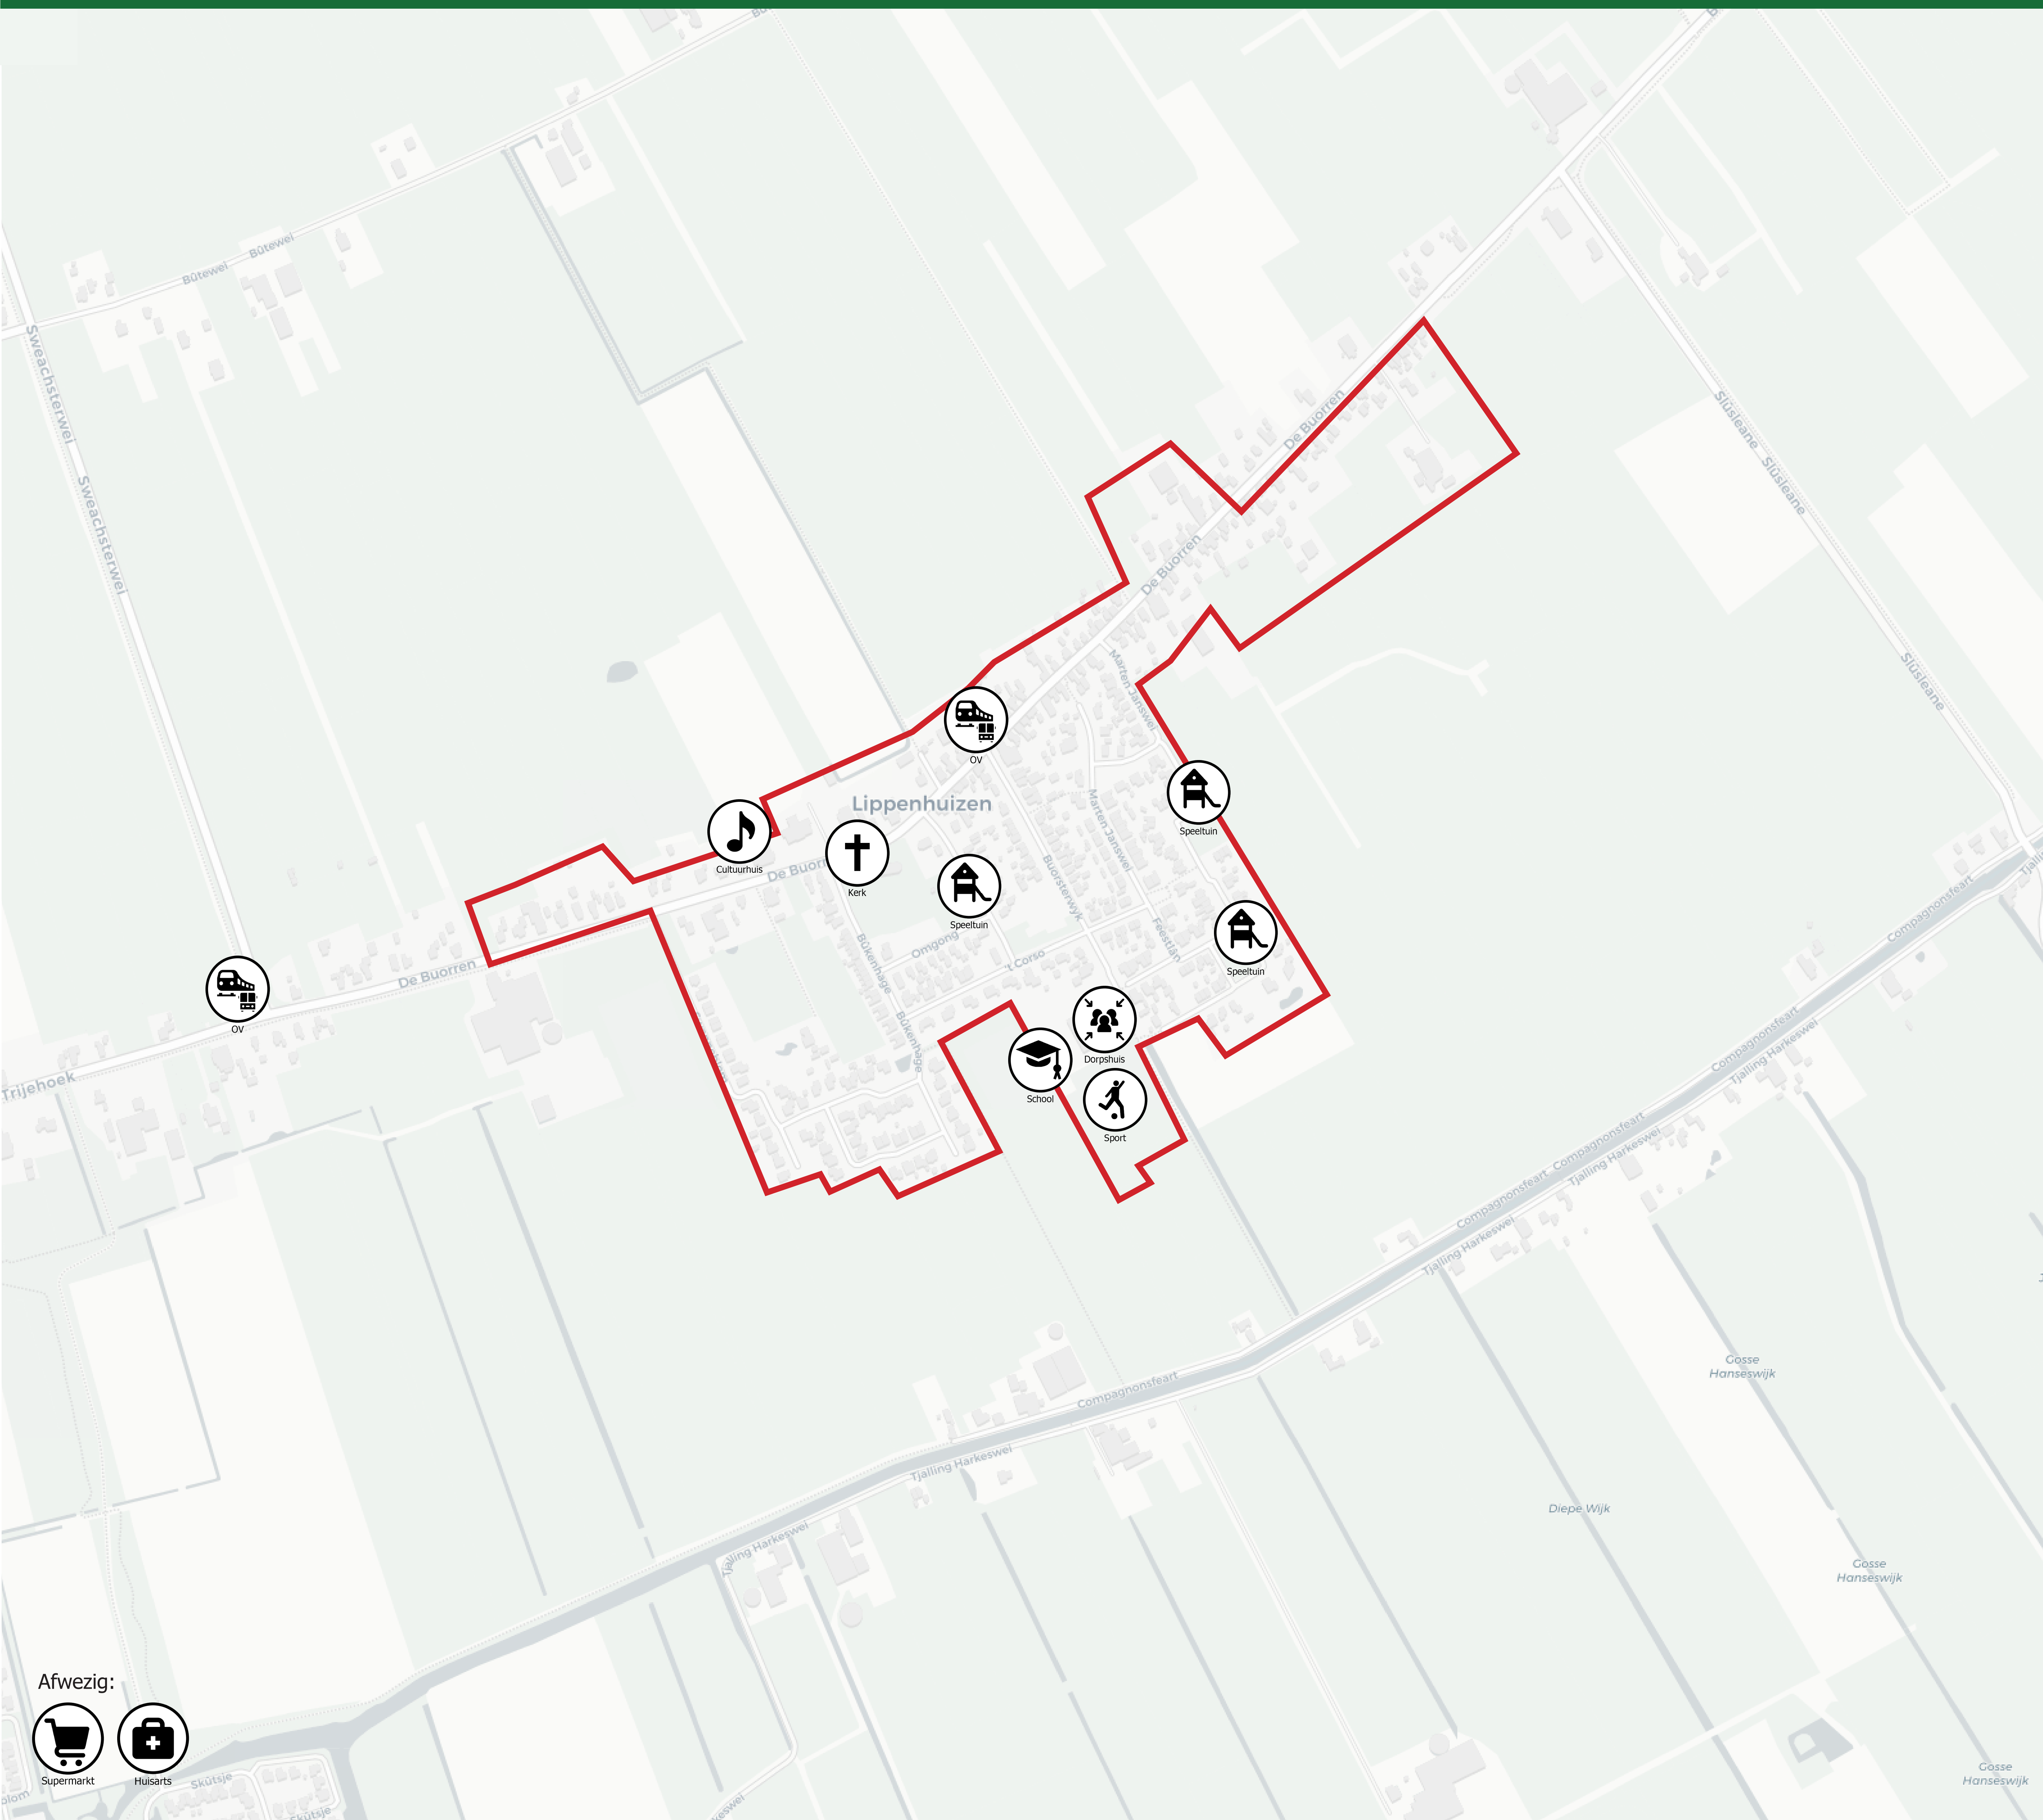 Bûtewei
Bûtewei
Sweachsterwei
Sweachsterwei
De Buorren
Slûsleane
Slûsleane
Slûsleane
De Buorren
Marten Janswei
OV
Lippenhuizen
Speeltuin
Marten Janswei
Cultuurhuis
De Buorren
Kerk
Buorsterwyk
Speeltuin
Omgong
Feestlân
't Corso
Speeltuin
Bûkenhage
De Buorren
OV
Bûkenhage
Dorpshuis
School
Sport
Trijehoek
Compagnonsfeart
Compagnonsfeart
Tjalling Harkeswei
Compagnonsfeart
Tjalling Harkeswei
Compagnonsfeart
Tjalling Harkeswei
Compagnonsfeart
Tjalling Harkeswei
Tjalling Harkeswei
Gosse
Hanseswijk
Diepe Wijk
Gosse
Hanseswijk
Gosse
Hanseswijk
Afwezig:
Supermarkt
Huisarts
Skûtsje
Skûtsje